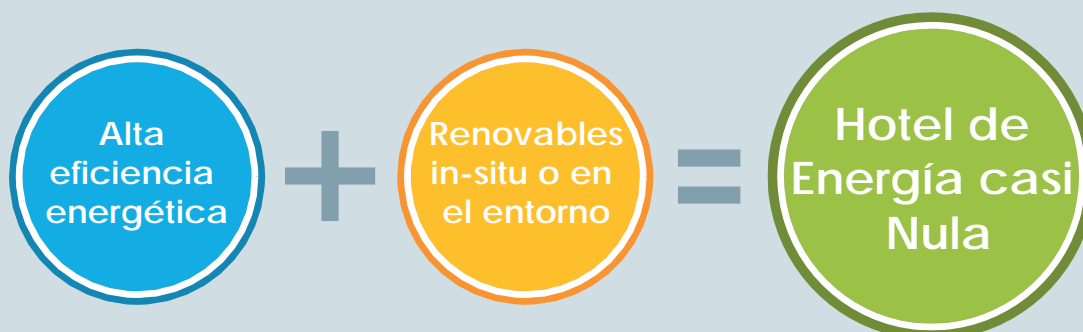 Alta
eficiencia
energética
+
Renovables
in-situ o en
el entorno
=
Hotel de
Energía casi
Nula